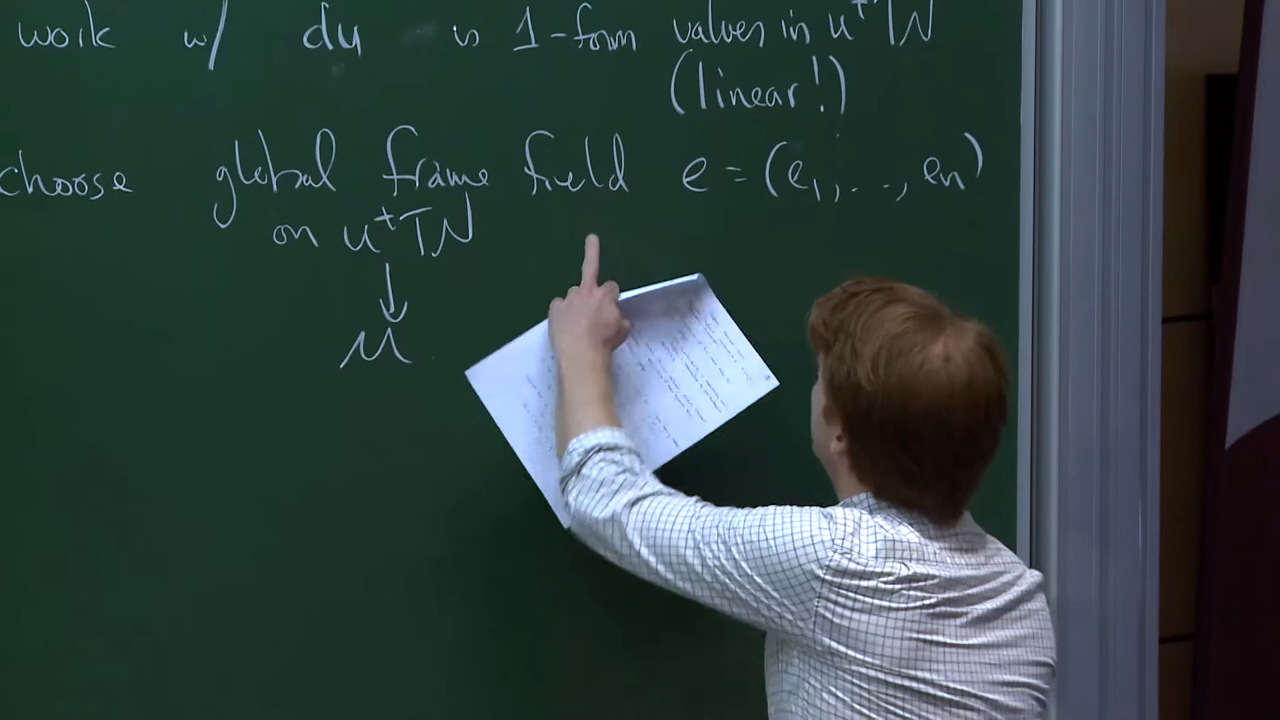 work w/ du is 1-form values in u*TN
(linear!)
choose global frame field e = (e₁, ..., eₙ)
on u*TN
↓
M